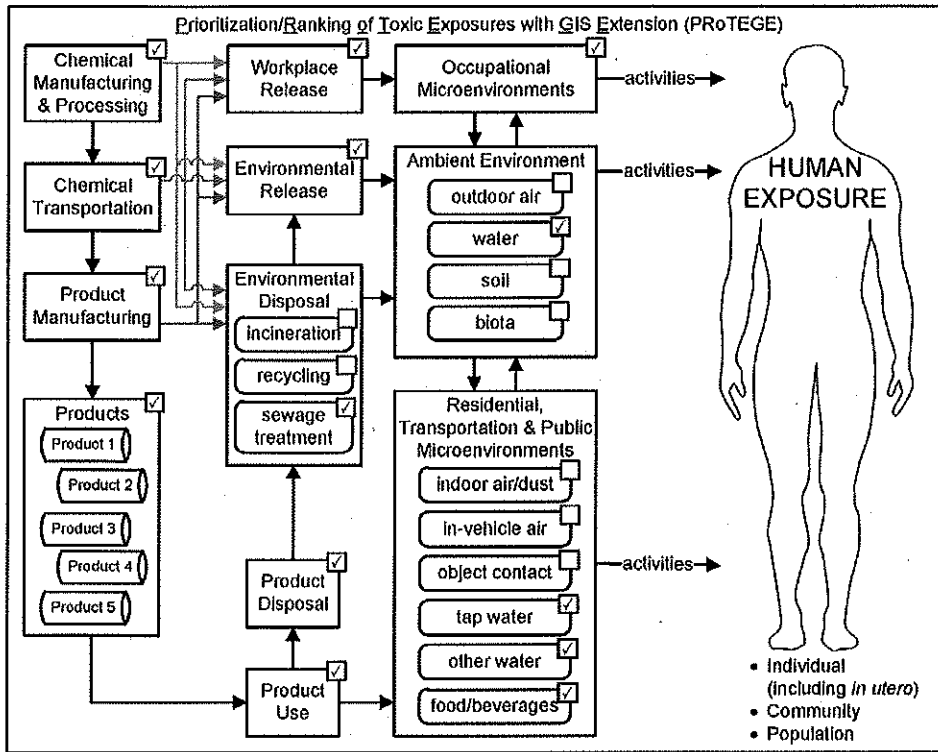 Prioritization/Ranking of Toxic Exposures with GIS Extension (PRoTEGE)
Chemical
Manufacturing
& Processing
Chemical
Transportation
Product
Manufacturing
Products
Product 1
Product 2
Product 3
Product 4
Product 5
Workplace
Release
Environmental
Release
Environmental
Disposal
incineration
recycling
sewage
treatment
Product
Disposal
Product
Use
Occupational
Microenvironments
Ambient Environment
outdoor air
water
soil
biota
Residential,
Transportation & Public
Microenvironments
indoor air/dust
in-vehicle air
object contact
tap water
other water
food/beverages
activities
activities
activities
HUMAN
EXPOSURE
• Individual
(including in utero)
• Community
• Population